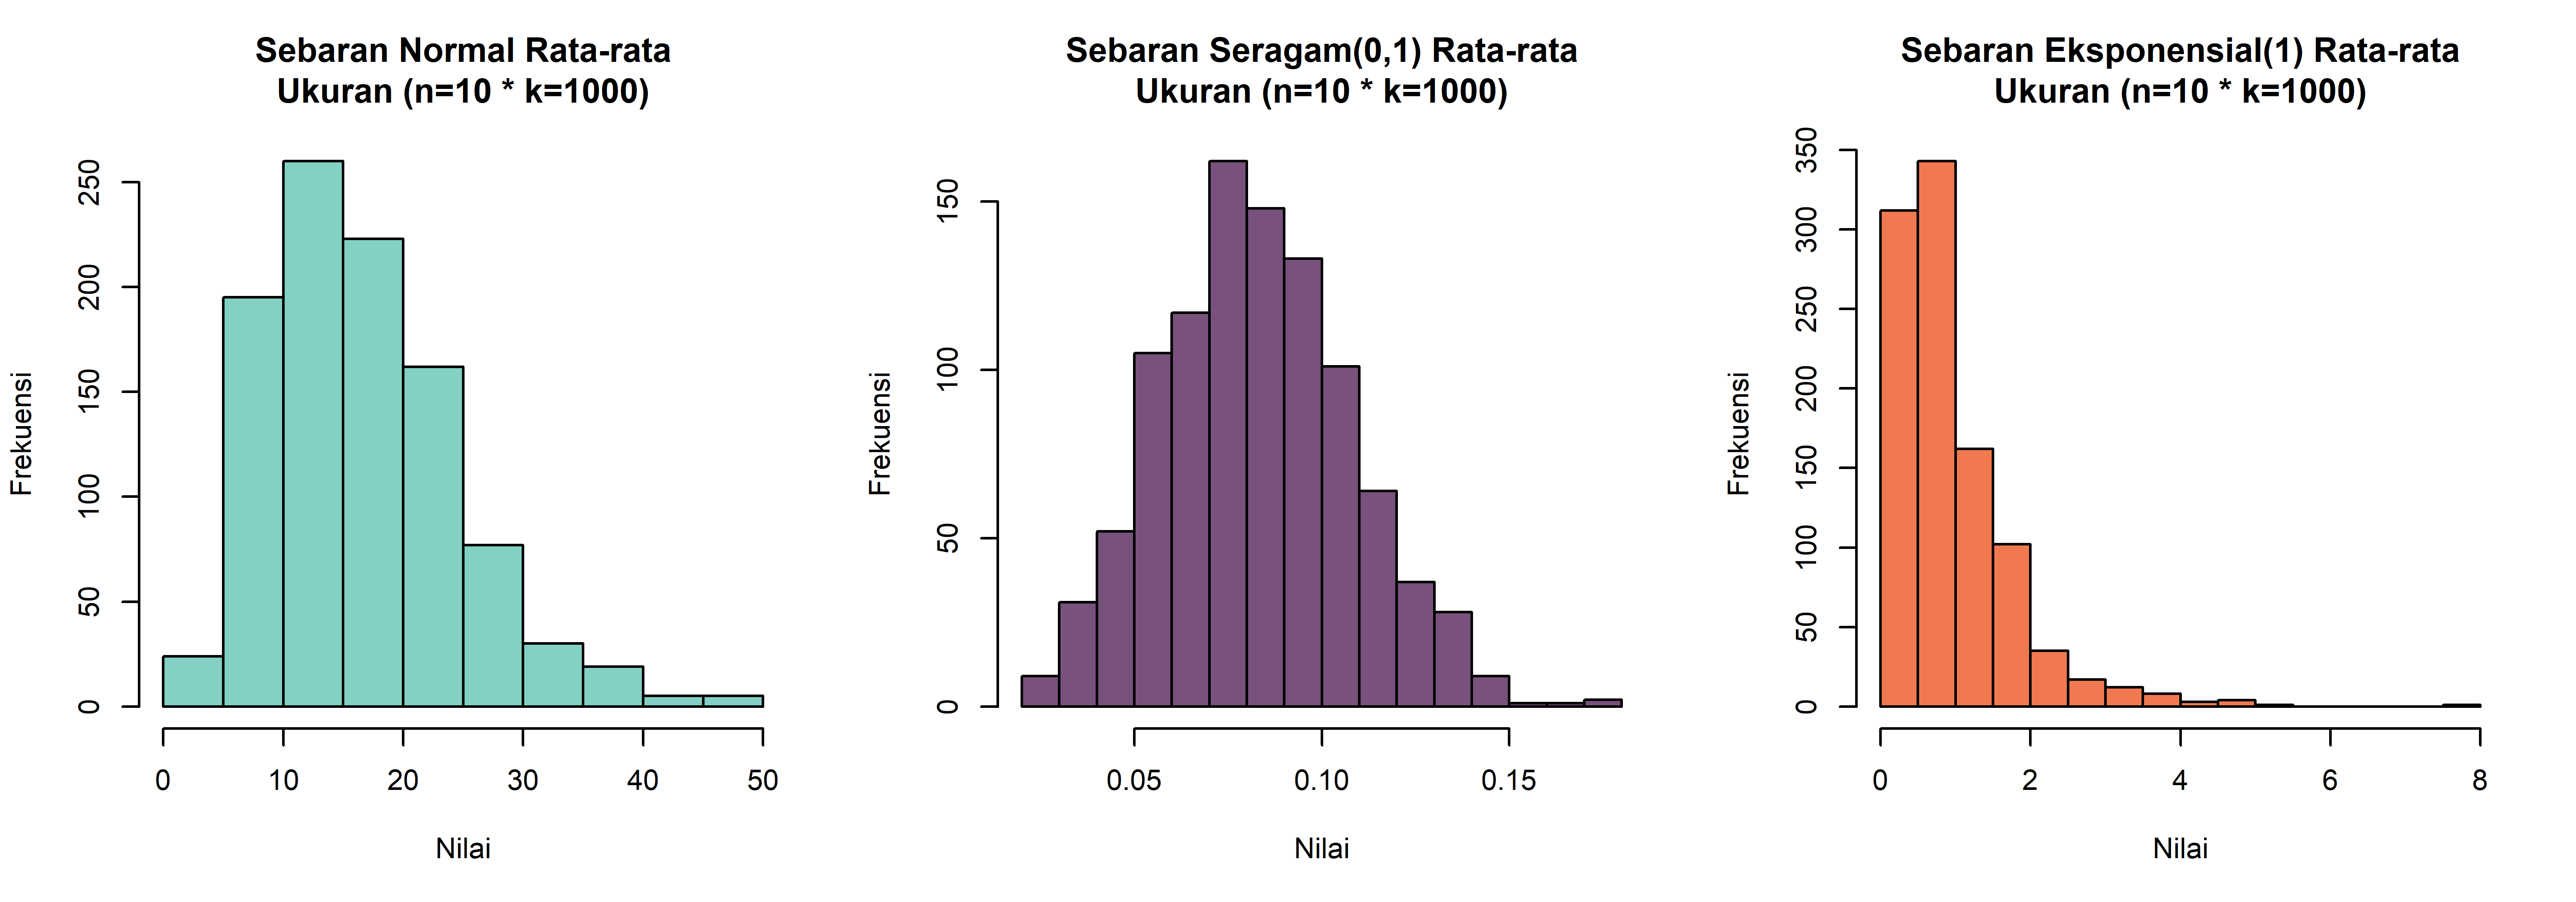 Sebaran Normal Rata-rata
Ukuran (n=10 * k=1000)
Frekuensi
250
200
150
100
50
0
0 10 20 30 40 50
Nilai
Sebaran Seragam(0,1) Rata-rata
Ukuran (n=10 * k=1000)
Frekuensi
150
100
50
0
0.05 0.10 0.15
Nilai
Sebaran Eksponensial(1) Rata-rata
Ukuran (n=10 * k=1000)
Frekuensi
350
300
250
200
150
100
50
0
0 2 4 6 8
Nilai